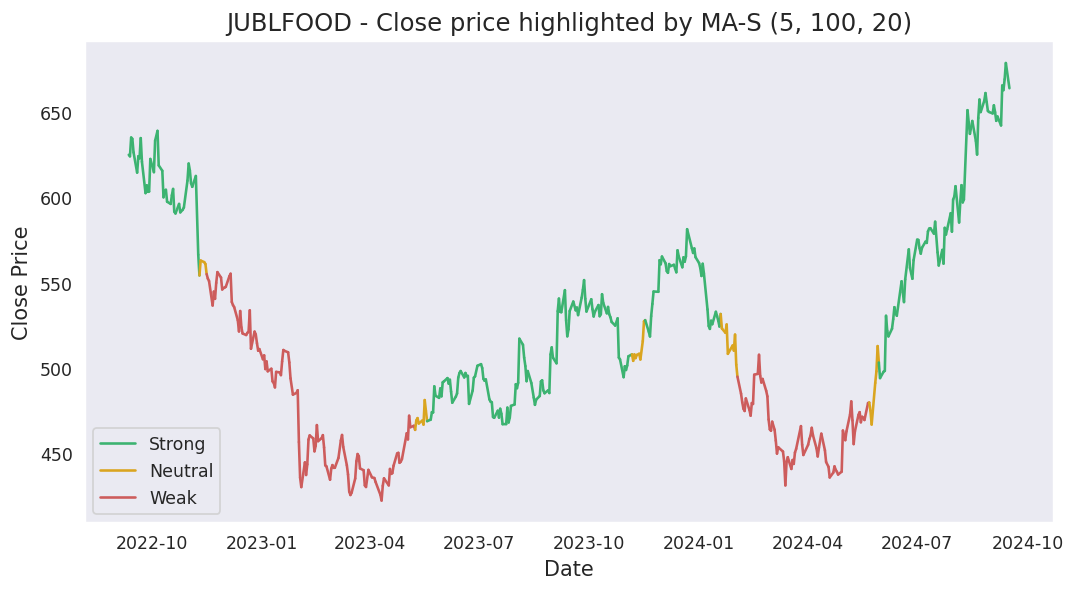 JUBLFOOD - Close price highlighted by MA-S (5, 100, 20)
Close Price
650
600
550
500
450
Strong
Neutral
Weak
2022-10 2023-01 2023-04 2023-07 2023-10 2024-01 2024-04 2024-07 2024-10
Date